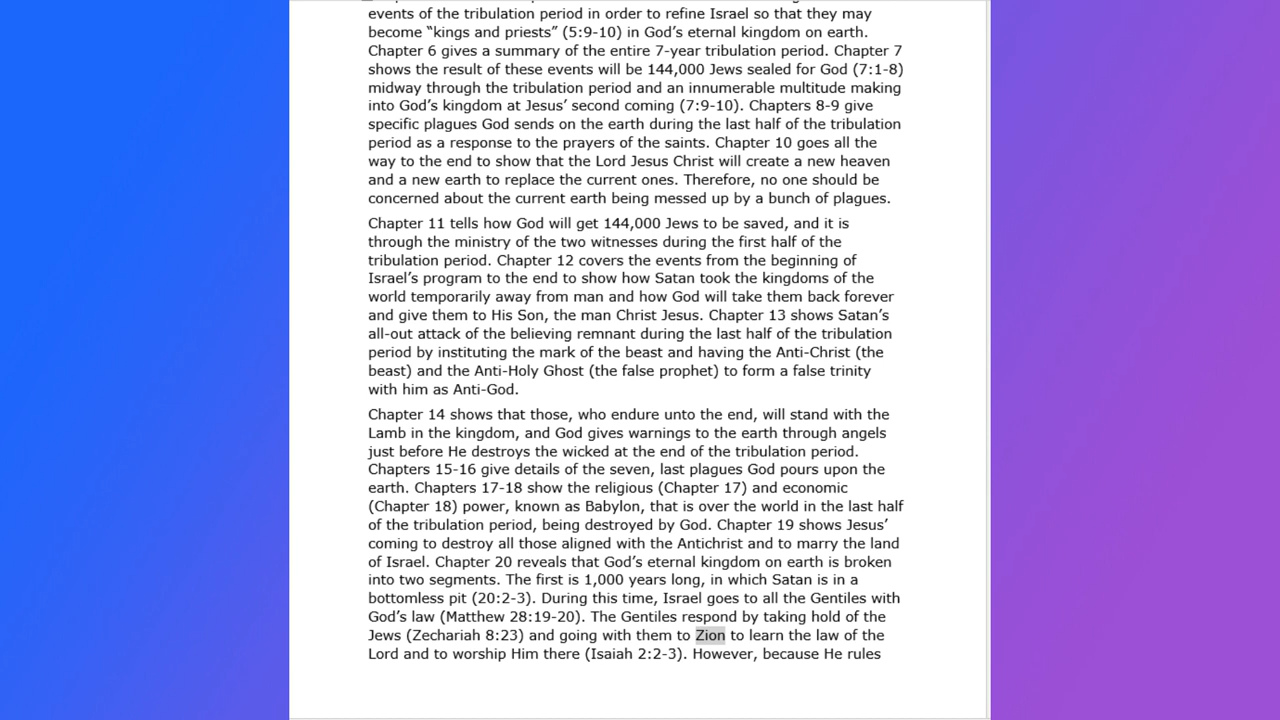 events of the tribulation period in order to refine Israel so that they may
become “kings and priests” (5:9-10) in God’s eternal kingdom on earth.
Chapter 6 gives a summary of the entire 7-year tribulation period. Chapter 7
shows the result of these events will be 144,000 Jews sealed for God (7:1-8)
midway through the tribulation period and an innumerable multitude making
into God’s kingdom at Jesus’ second coming (7:9-10). Chapters 8-9 give
specific plagues God sends on the earth during the last half of the tribulation
period as a response to the prayers of the saints. Chapter 10 goes all the
way to the end to show that the Lord Jesus Christ will create a new heaven
and a new earth to replace the current ones. Therefore, no one should be
concerned about the current earth being messed up by a bunch of plagues.
Chapter 11 tells how God will get 144,000 Jews to be saved, and it is
through the ministry of the two witnesses during the first half of the
tribulation period. Chapter 12 covers the events from the beginning of
Israel’s program to the end to show how Satan took the kingdoms of the
world temporarily away from man and how God will take them back forever
and give them to His Son, the man Christ Jesus. Chapter 13 shows Satan’s
all-out attack of the believing remnant during the last half of the tribulation
period by instituting the mark of the beast and having the Anti-Christ (the
beast) and the Anti-Holy Ghost (the false prophet) to form a false trinity
with him as Anti-God.
Chapter 14 shows that those, who endure unto the end, will stand with the
Lamb in the kingdom, and God gives warnings to the earth through angels
just before He destroys the wicked at the end of the tribulation period.
Chapters 15-16 give details of the seven, last plagues God pours upon the
earth. Chapters 17-18 show the religious (Chapter 17) and economic
(Chapter 18) power, known as Babylon, that is over the world in the last half
of the tribulation period, being destroyed by God. Chapter 19 shows Jesus’
coming to destroy all those aligned with the Antichrist and to marry the land
of Israel. Chapter 20 reveals that God’s eternal kingdom on earth is broken
into two segments. The first is 1,000 years long, in which Satan is in a
bottomless pit (20:2-3). During this time, Israel goes to all the Gentiles with
God’s law (Matthew 28:19-20). The Gentiles respond by taking hold of the
Jews (Zechariah 8:23) and going with them to Zion to learn the law of the
Lord and to worship Him there (Isaiah 2:2-3). However, because He rules